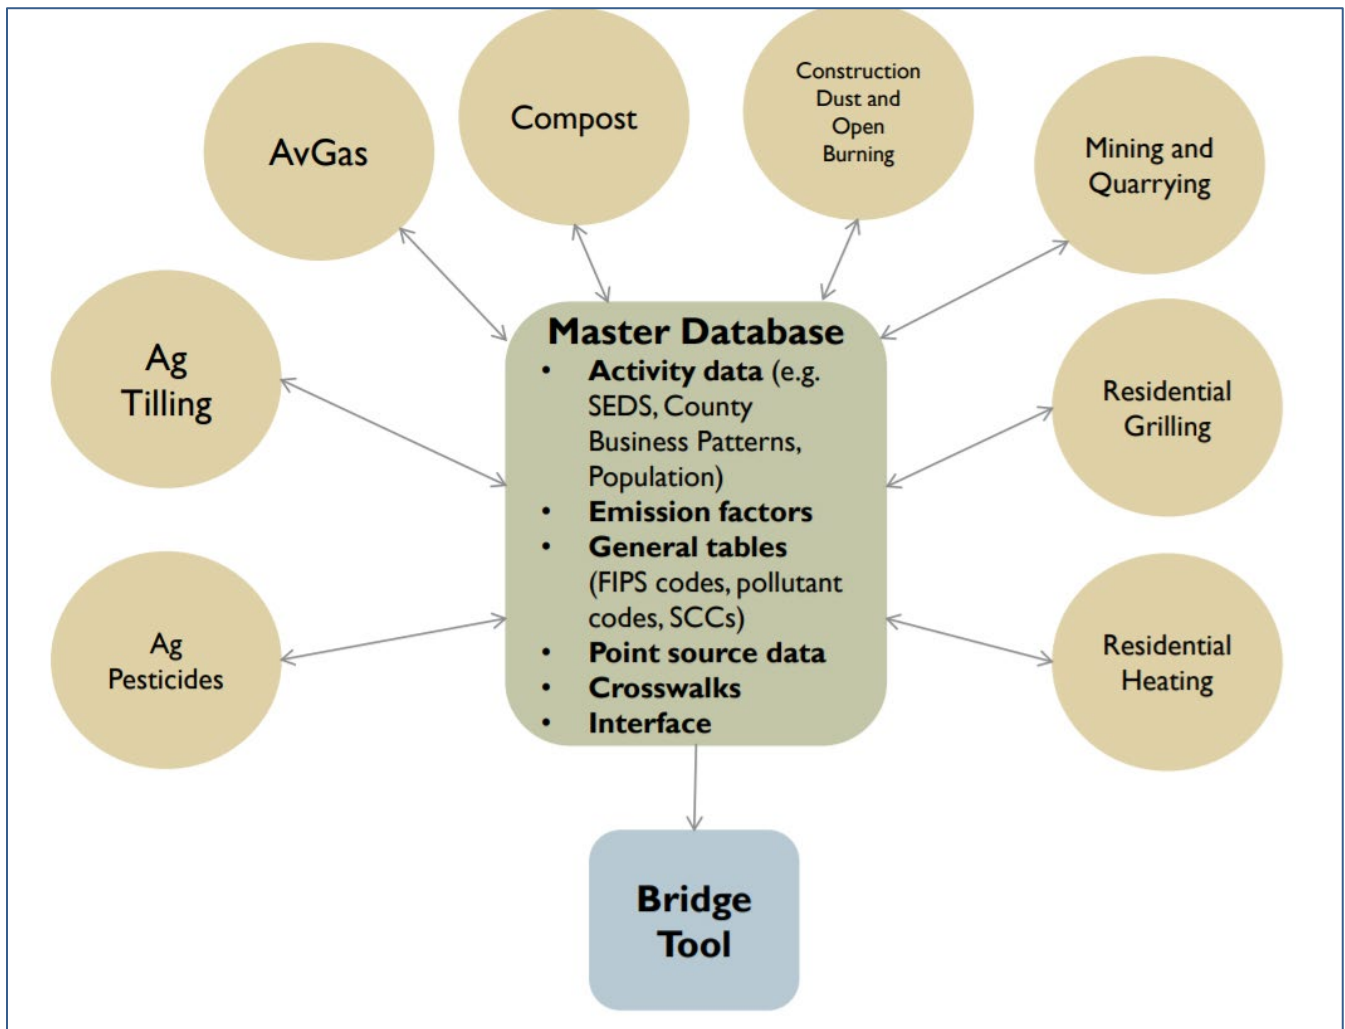 AvGas
Compost
Construction
Dust and
Open
Burning
Mining and
Quarrying
Ag
Tilling
Master Database
• Activity data (e.g.
SEDS, County
Business Patterns,
Population)
• Emission factors
• General tables
(FIPS codes, pollutant
codes, SCCs)
• Point source data
• Crosswalks
• Interface
Residential
Grilling
Ag
Pesticides
Residential
Heating
Bridge
Tool